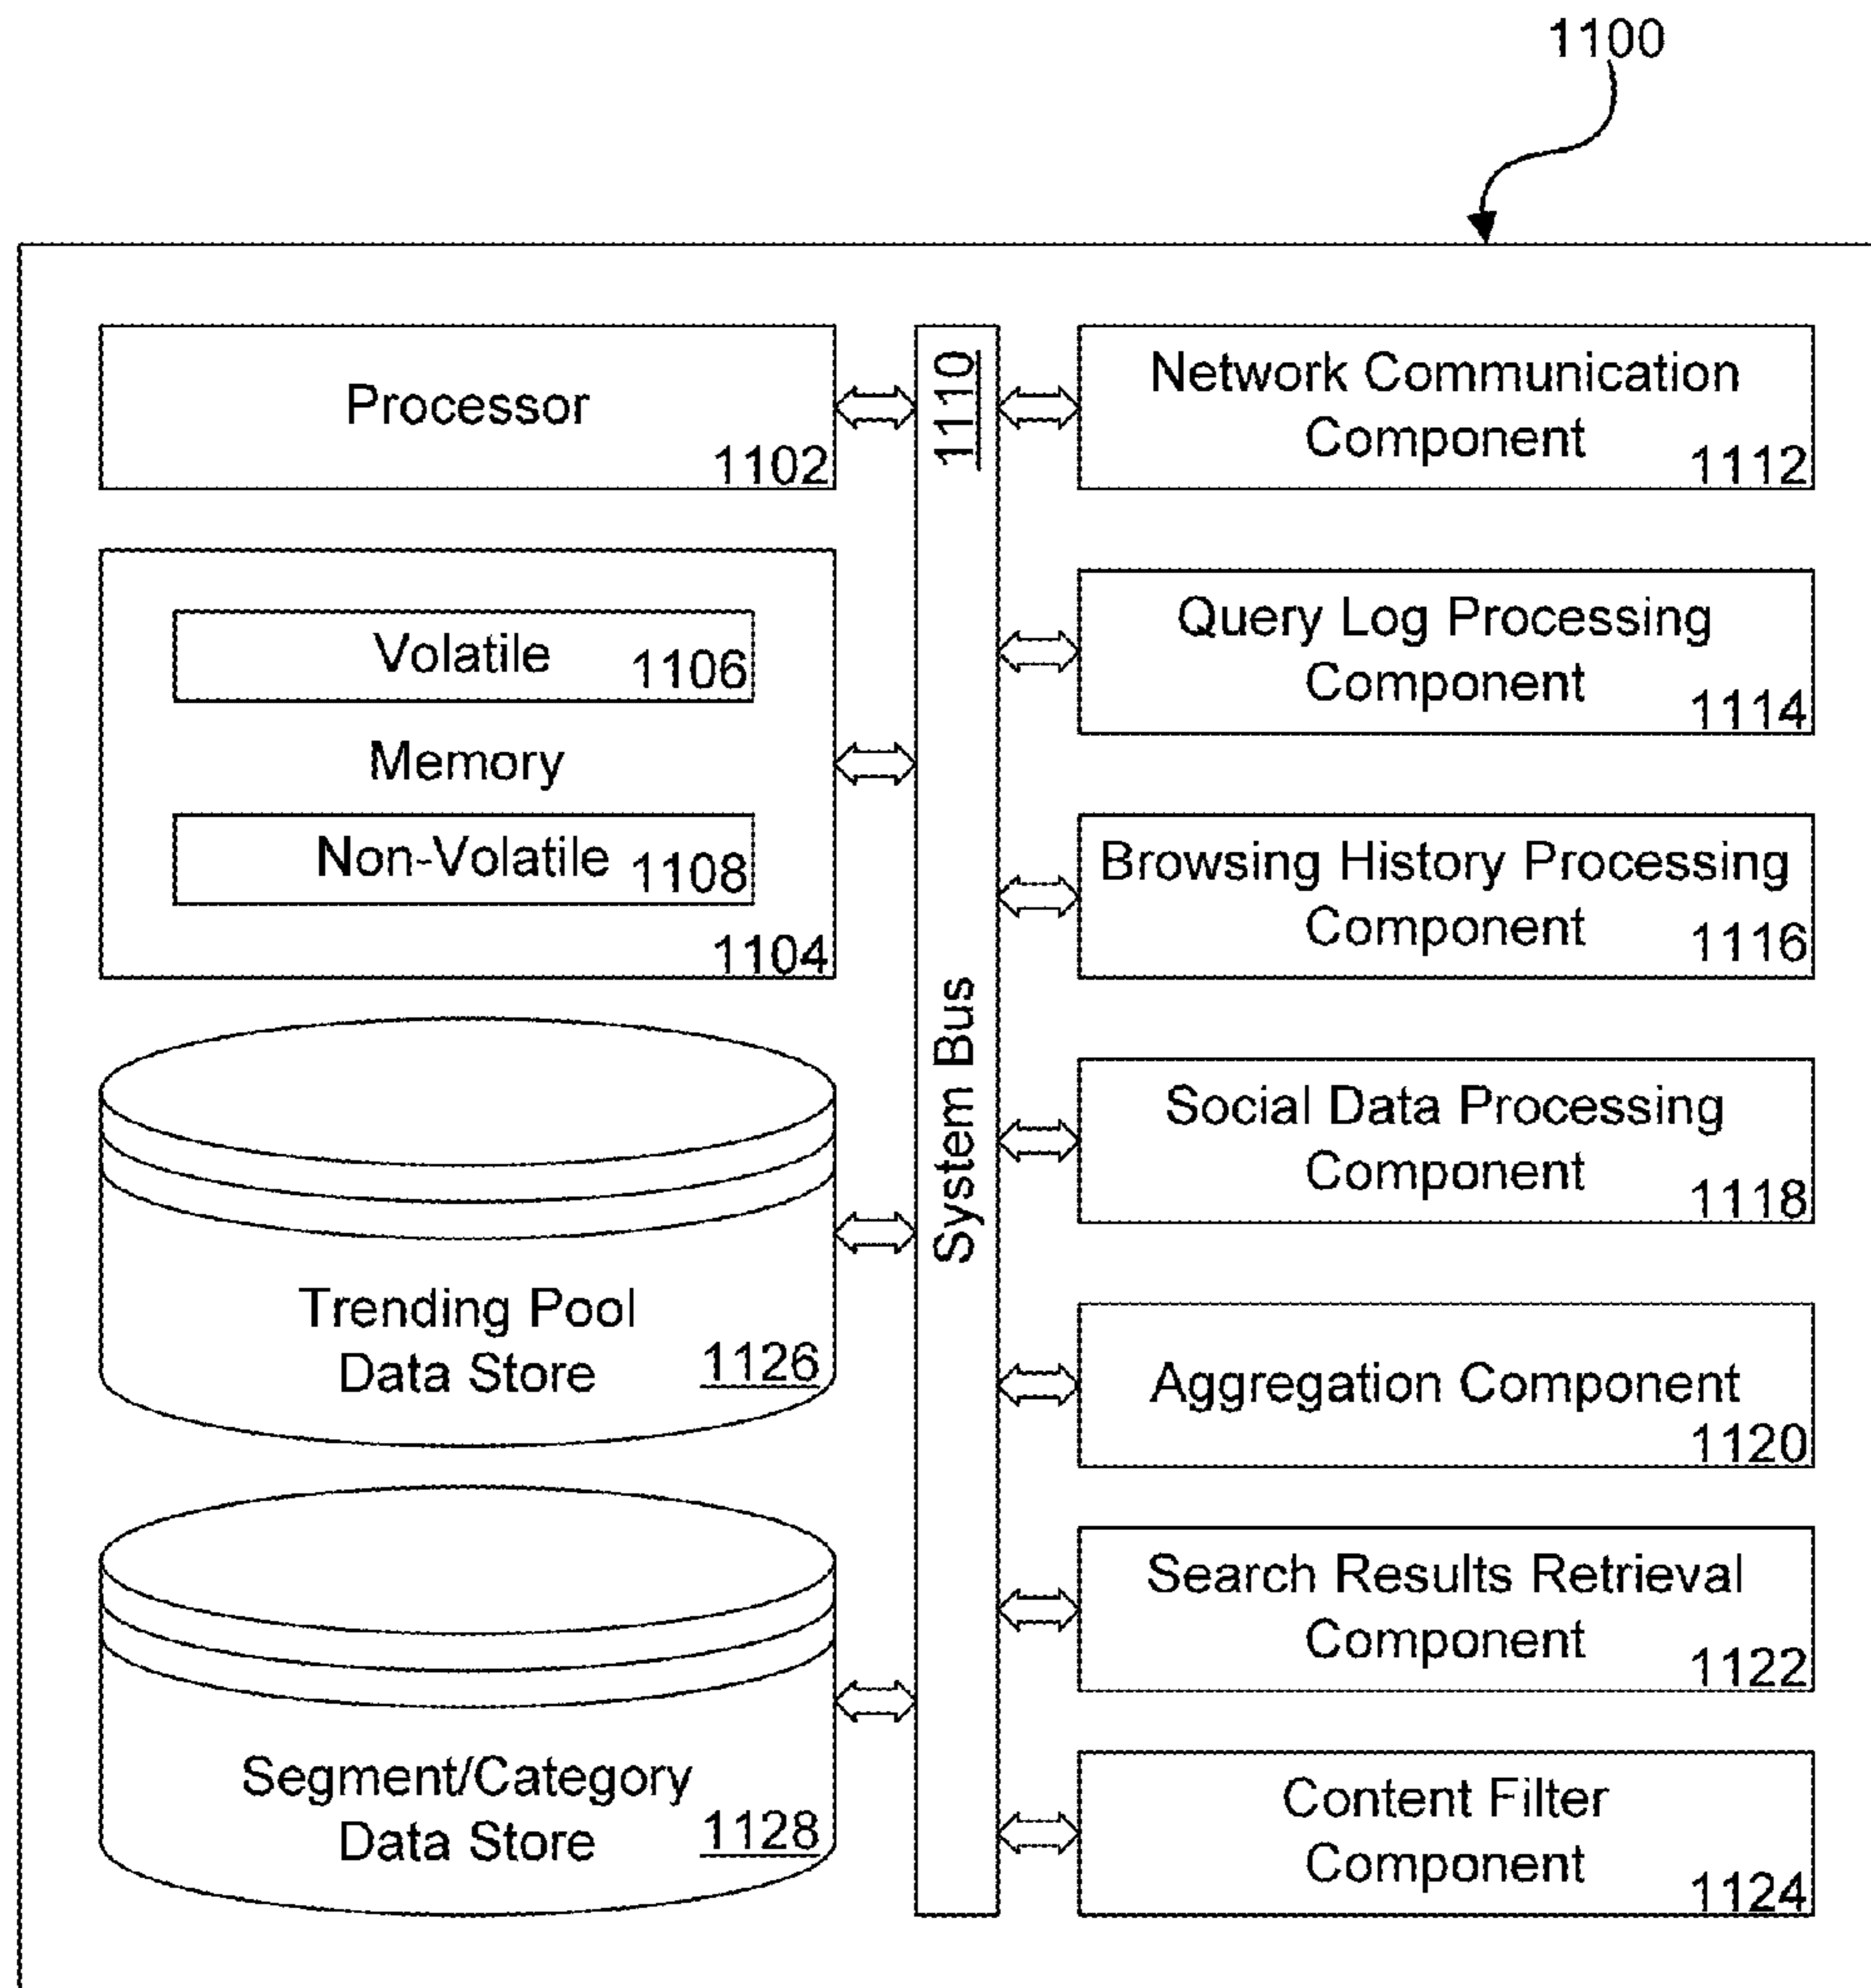 1100
Processor
1102
Volatile
1106
Memory
Non-Volatile
1108
1104
Trending Pool
Data Store
1126
Segment/Category
Data Store
1128
1110
System Bus
Network Communication
Component
1112
Query Log Processing
Component
1114
Browsing History Processing
Component
1116
Social Data Processing
Component
1118
Aggregation Component
1120
Search Results Retrieval
Component
1122
Content Filter
Component
1124